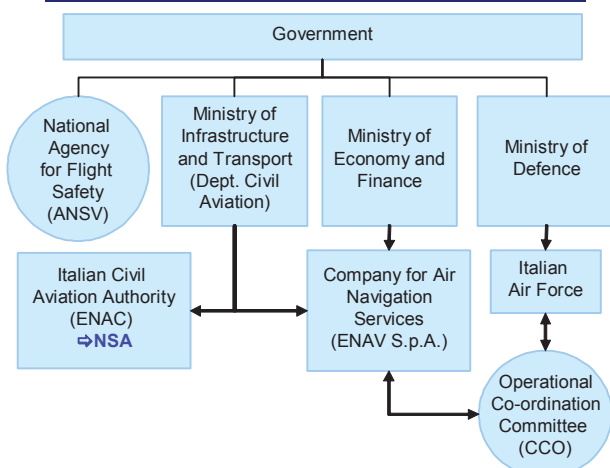 Government
National
Agency
for Flight
Safety
(ANSV)
Ministry of
Infrastructure
and Transport
(Dept. Civil
Aviation)
Ministry of
Economy and
Finance
Ministry of
Defence
Italian Civil
Aviation Authority
(ENAC)
⇨NSA
Company for Air
Navigation
Services
(ENAV S.p.A.)
Italian
Air Force
Operational
Co-ordination
Committee
(CCO)